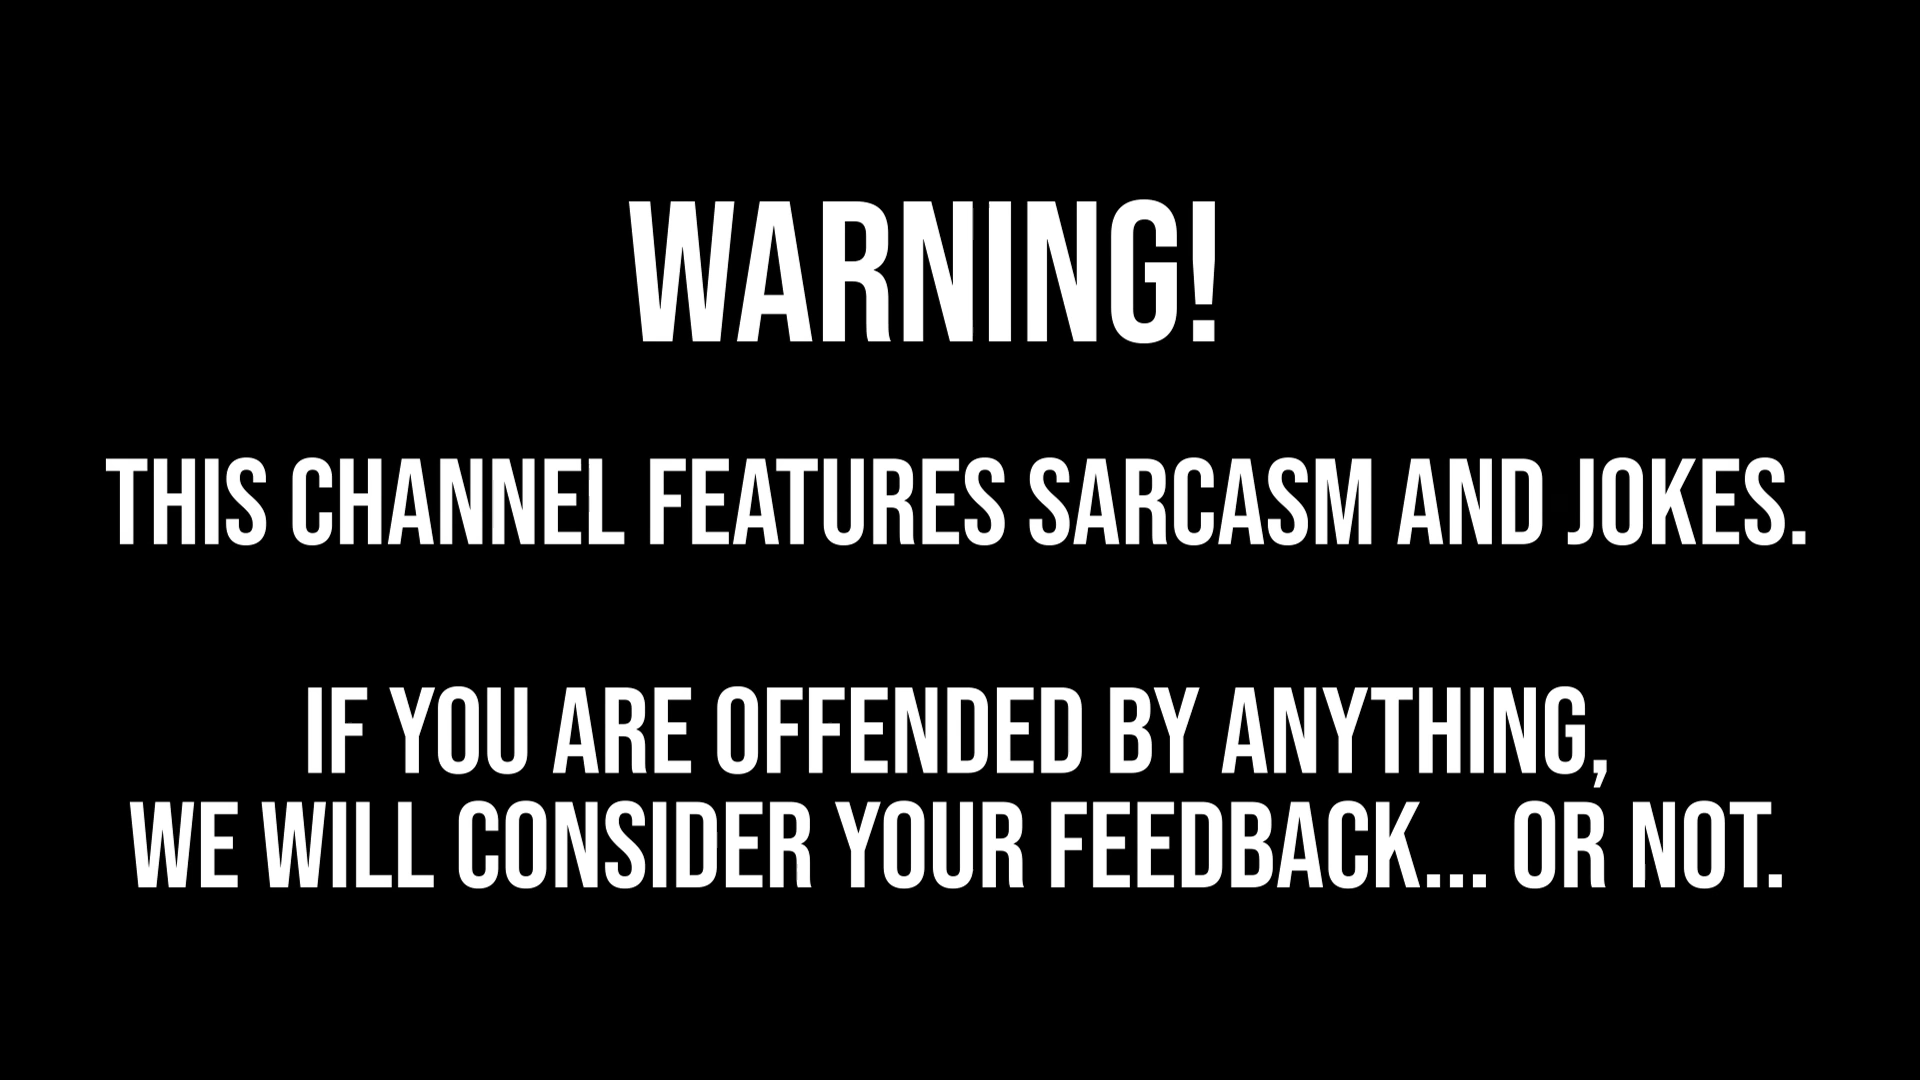 WARNING!
THIS CHANNEL FEATURES SARCASM AND JOKES.
IF YOU ARE OFFENDED BY ANYTHING,
WE WILL CONSIDER YOUR FEEDBACK... OR NOT.